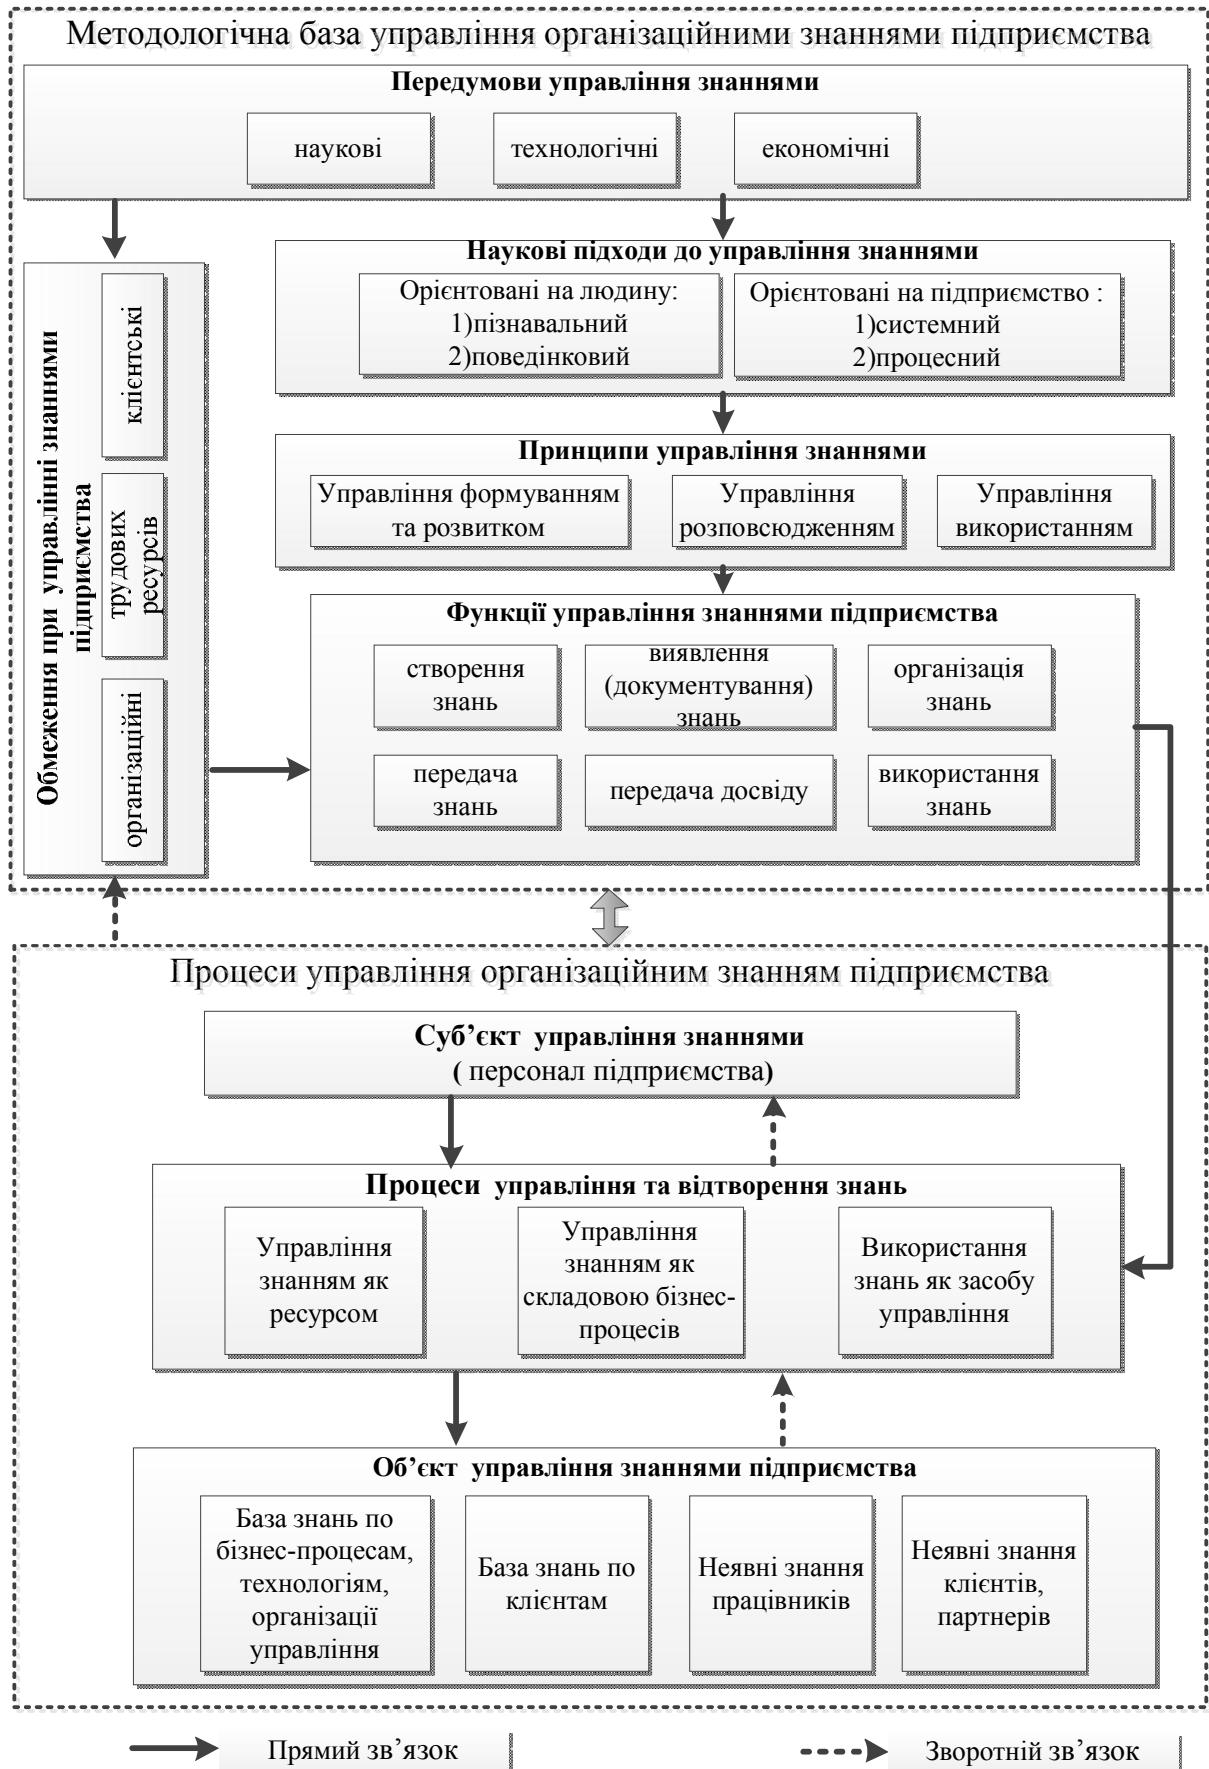 Методологічна база управління організаційними знаннями підприємства
Передумови управління знаннями
наукові
технологічні
економічні
Наукові підходи до управління знаннями
Орієнтовані на людину:
1)пізнавальний
2)поведінковий
Орієнтовані на підприємство :
1)системний
2)процесний
Обмеження при управлінні знаннями
підприємства
клієнтські
трудових
ресурсів
організаційні
Принципи управління знаннями
Управління формуванням
та розвитком
Управління
розповсюдженням
Управління
використанням
Функції управління знаннями підприємства
створення
знань
виявлення
(документування)
знань
організація
знань
передача
знань
передача досвіду
використання
знань
Процеси управління організаційним знанням підприємства
Суб’єкт управління знаннями
( персонал підприємства)
Процеси управління та відтворення знань
Управління
знанням як
ресурсом
Управління
знанням як
складовою бізнес-
процесів
Використання
знань як засобу
управління
Об’єкт управління знаннями підприємства
База знань по
бізнес-процесам,
технологіям,
організації
управління
База знань по
клієнтам
Неявні знання
працівників
Неявні знання
клієнтів,
партнерів
Прямий зв’язок
Зворотній зв’язок